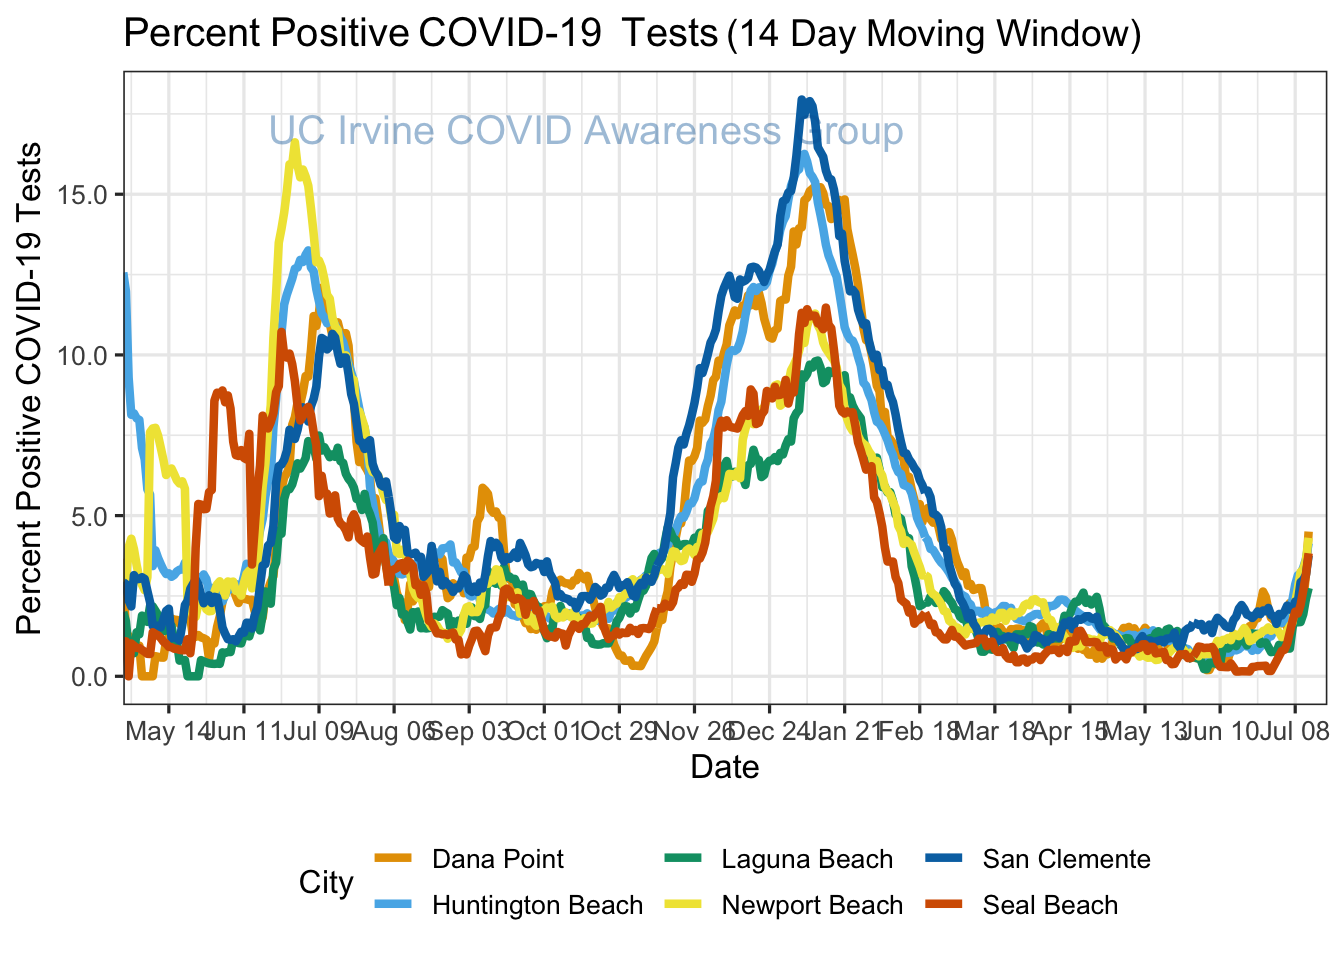 Percent Positive COVID-19 Tests (14 Day Moving Window)
UC Irvine COVID Awareness Group
Percent Positive COVID-19 Tests
15.0
10.0
5.0
0.0
May 14 Jun 11 Jul 09 Aug 06 Sep 03 Oct 01 Oct 29 Nov 26 Dec 24 Jan 21 Feb 18 Mar 18 Apr 15 May 13 Jun 10 Jul 08
Date
City
Dana Point Laguna Beach San Clemente
Huntington Beach Newport Beach Seal Beach